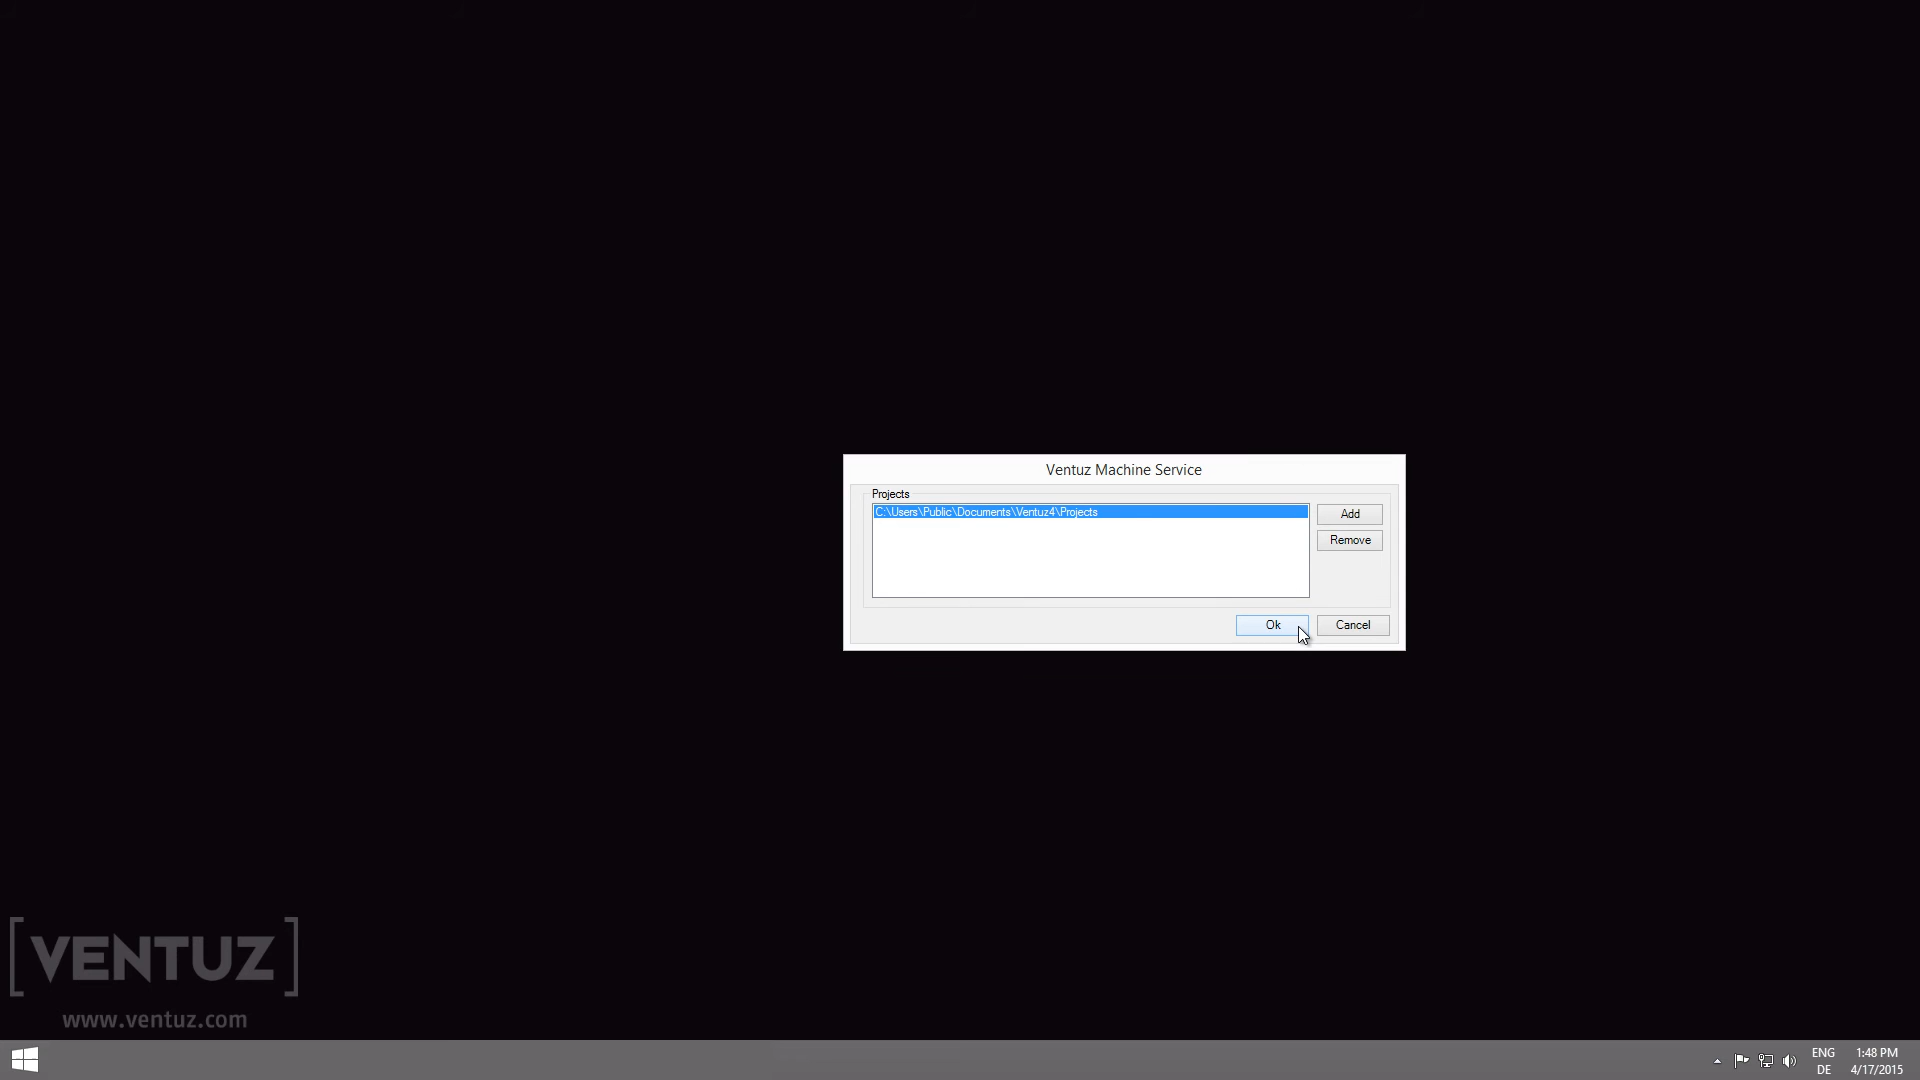 Ventuz Machine Service
Projects
C:\Users\Public\Documents\Ventuz4\Projects
Add
Remove
Ok
Cancel
[VENTUZ]
www.ventuz.com
ENG
DE
1:48 PM
4/17/2015